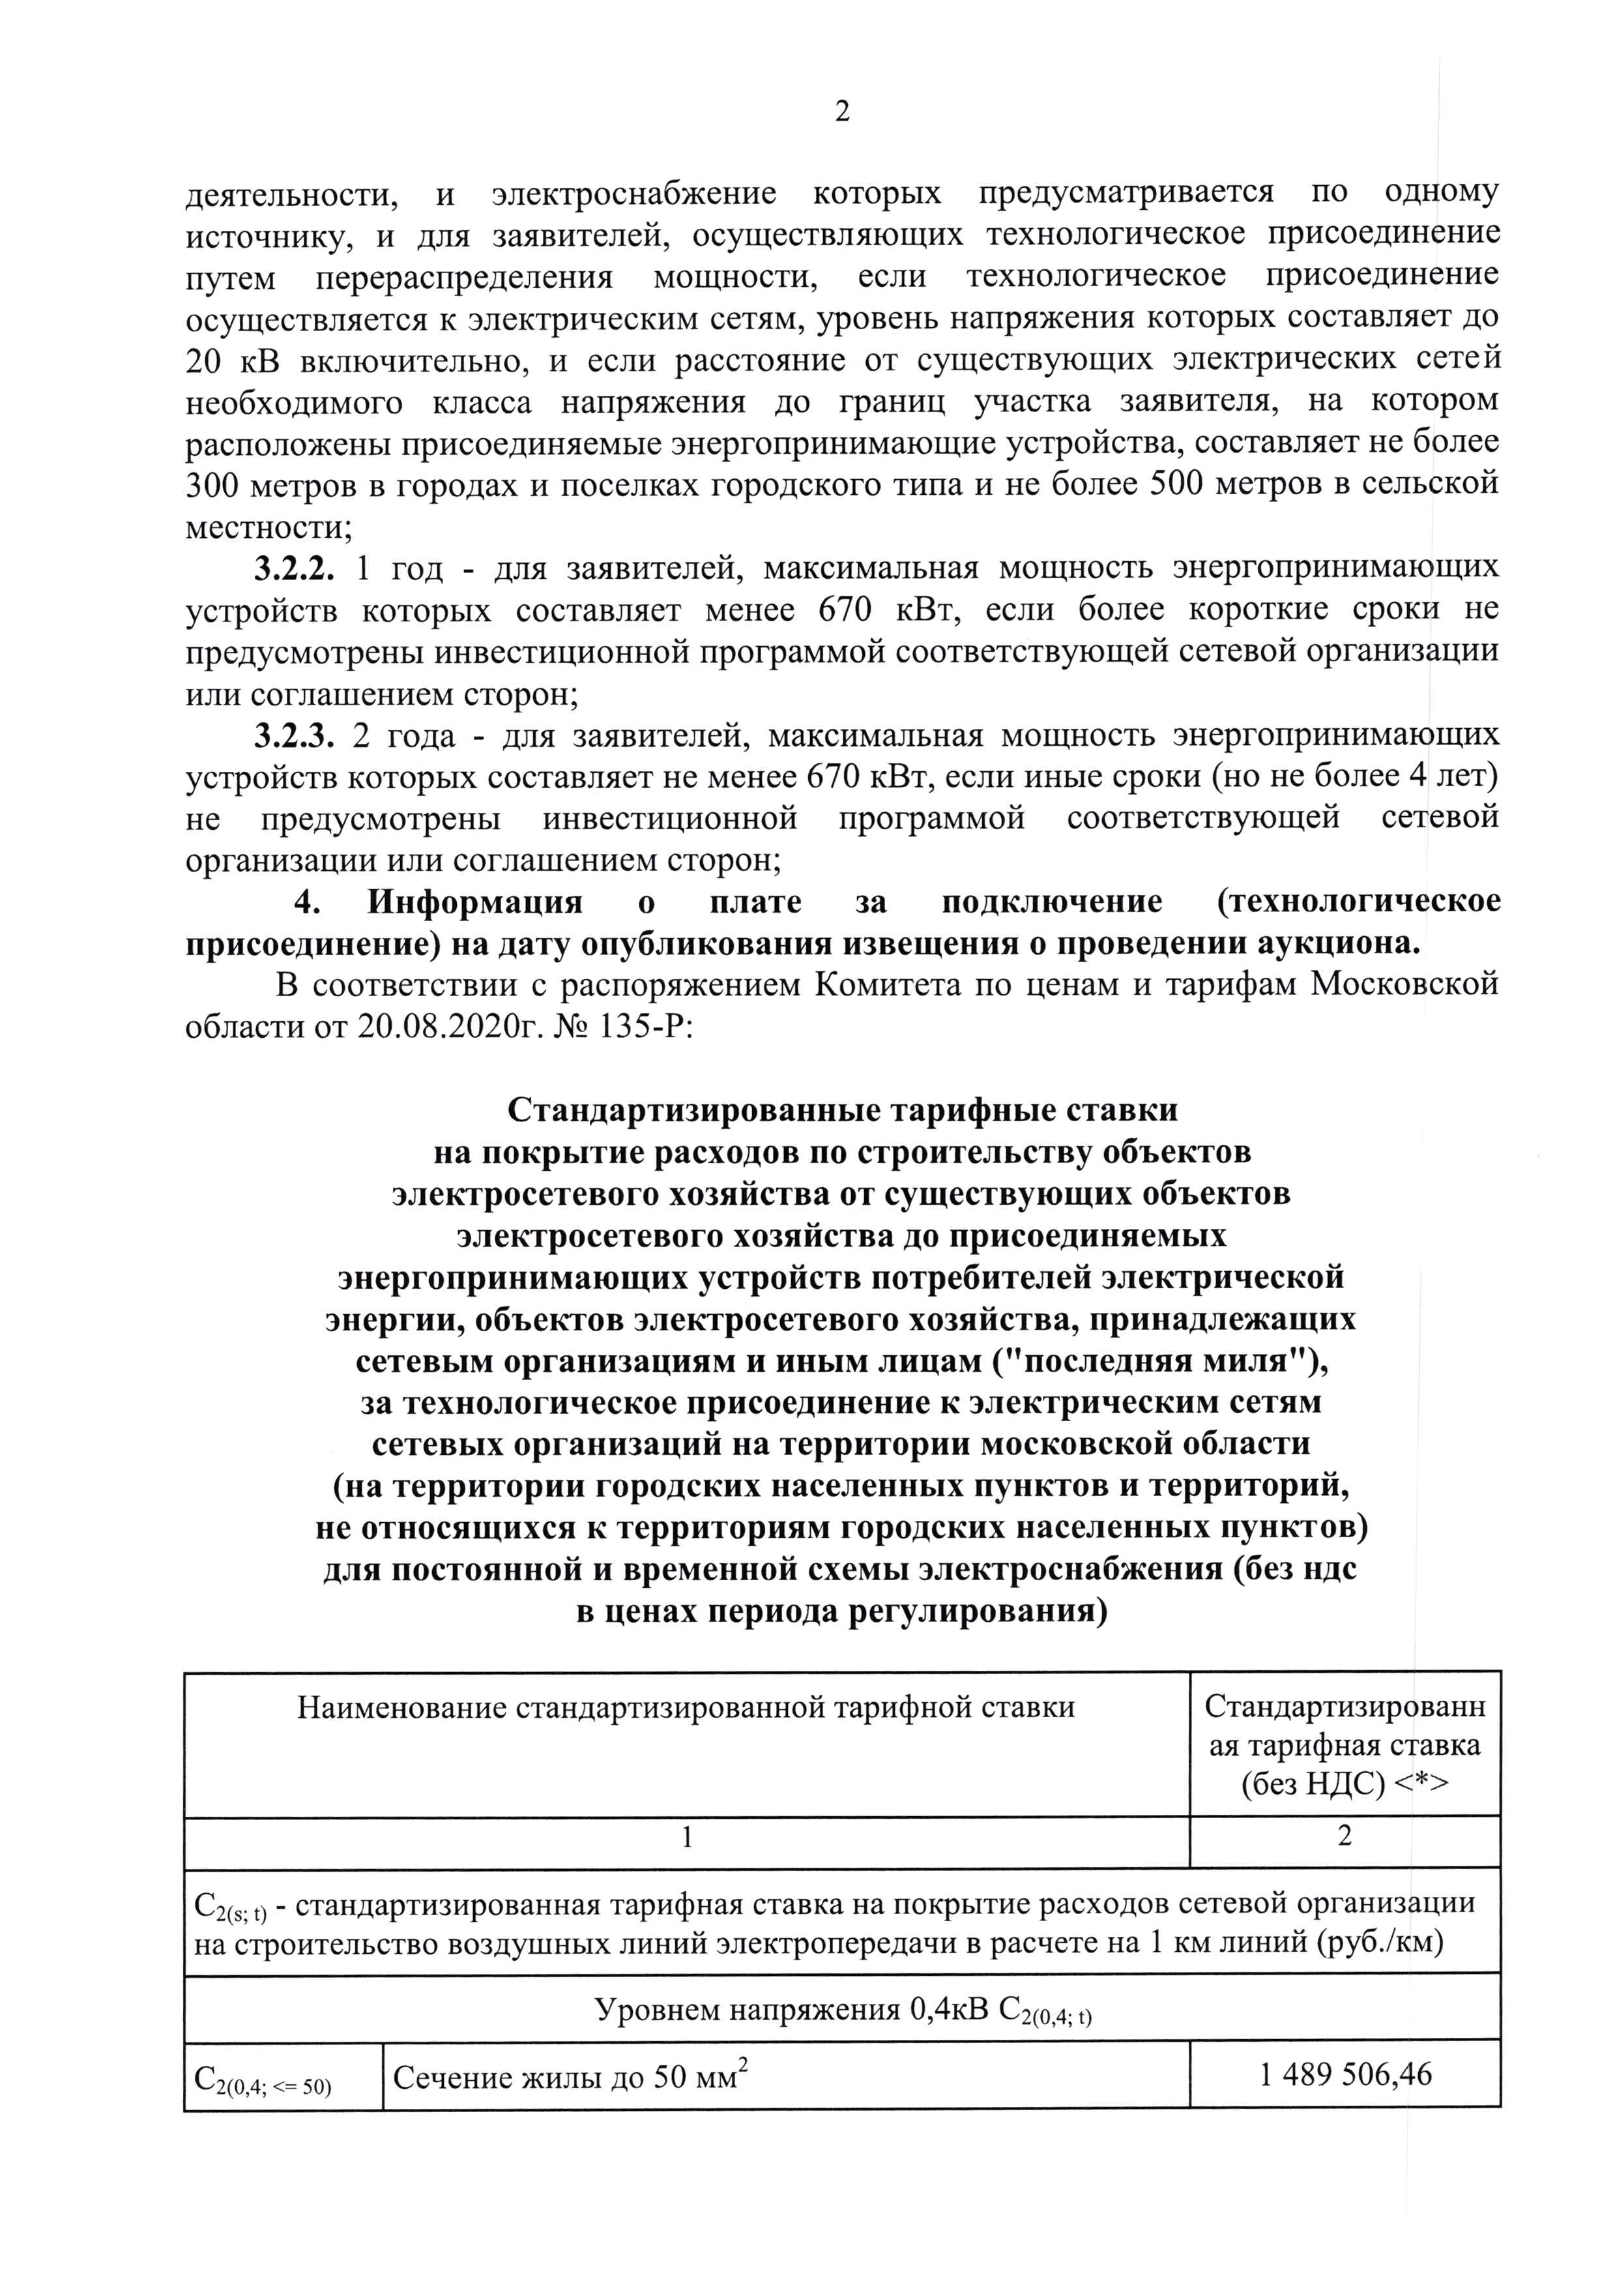 2
деятельности, и электроснабжение которых предусматривается по одному
источнику, и для заявителей, осуществляющих технологическое присоединение
путем перераспределения мощности, если технологическое присоединение
осуществляется к электрическим сетям, уровень напряжения которых составляет до
20 кВ включительно, и если расстояние от существующих электрических сетей
необходимого класса напряжения до границ участка заявителя, на котором
расположены присоединяемые энергопринимающие устройства, составляет не более
300 метров в городах и поселках городского типа и не более 500 метров в сельской
местности;
3.2.2. 1 год - для заявителей, максимальная мощность энергопринимающих
устройств которых составляет менее 670 кВт, если более короткие сроки не
предусмотрены инвестиционной программой соответствующей сетевой организации
или соглашением сторон;
3.2.3. 2 года - для заявителей, максимальная мощность энергопринимающих
устройств которых составляет не менее 670 кВт, если иные сроки (но не более 4 лет)
не предусмотрены инвестиционной программой соответствующей сетевой
организации или соглашением сторон;
4. Информация о плате за подключение (технологическое
присоединение) на дату опубликования извещения о проведении аукциона.
В соответствии с распоряжением Комитета по ценам и тарифам Московской
области от 20.08.2020г. № 135-Р:
Стандартизированные тарифные ставки
на покрытие расходов по строительству объектов
электросетевого хозяйства от существующих объектов
электросетевого хозяйства до присоединяемых
энергопринимающих устройств потребителей электрической
энергии, объектов электросетевого хозяйства, принадлежащих
сетевым организациям и иным лицам ("последняя миля"),
за технологическое присоединение к электрическим сетям
сетевых организаций на территории московской области
(на территории городских населенных пунктов и территорий,
не относящихся к территориям городских населенных пунктов)
для постоянной и временной схемы электроснабжения (без ндс
в ценах периода регулирования)
Наименование стандартизированной тарифной ставки
Стандартизированн
ая тарифная ставка
(без НДС) <*>
1 2
C2(s; t) - стандартизированная тарифная ставка на покрытие расходов сетевой организации
на строительство воздушных линий электропередачи в расчете на 1 км линий (руб./км)
Уровнем напряжения 0,4кВ C2(0,4; t)
C2(0,4; <= 50) Сечение жилы до 50 мм² 1 489 506,46